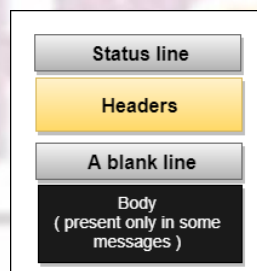 Status line
Headers
A blank line
Body
( present only in some
messages )